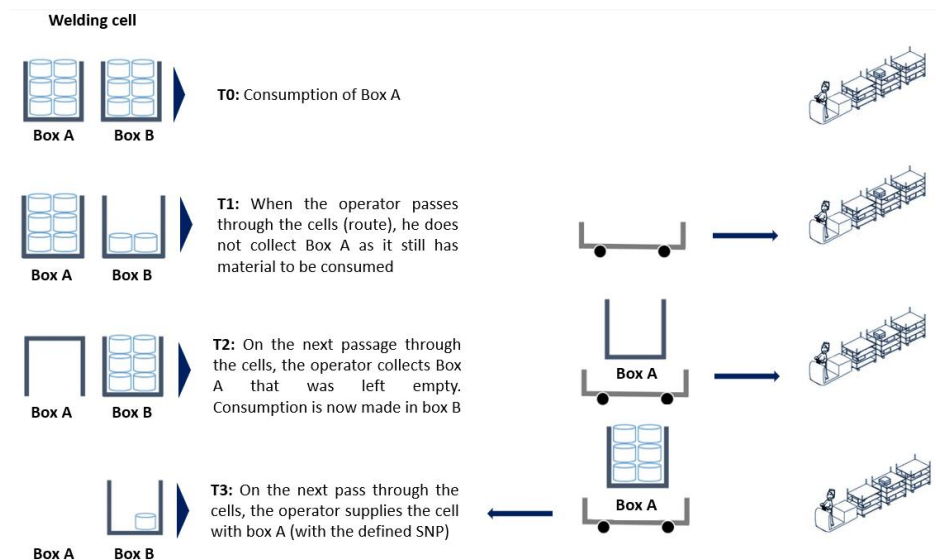 Welding cell
T0: Consumption of Box A
Box A
Box B
T1: When the operator passes
through the cells (route), he does
not collect Box A as it still has
material to be consumed
Box A
Box B
T2: On the next passage through
the cells, the operator collects Box
A that was left empty.
Consumption is now made in box B
Box A
Box A
Box B
T3: On the next pass through the
cells, the operator supplies the cell
with box A (with the defined SNP)
Box A
Box A
Box B